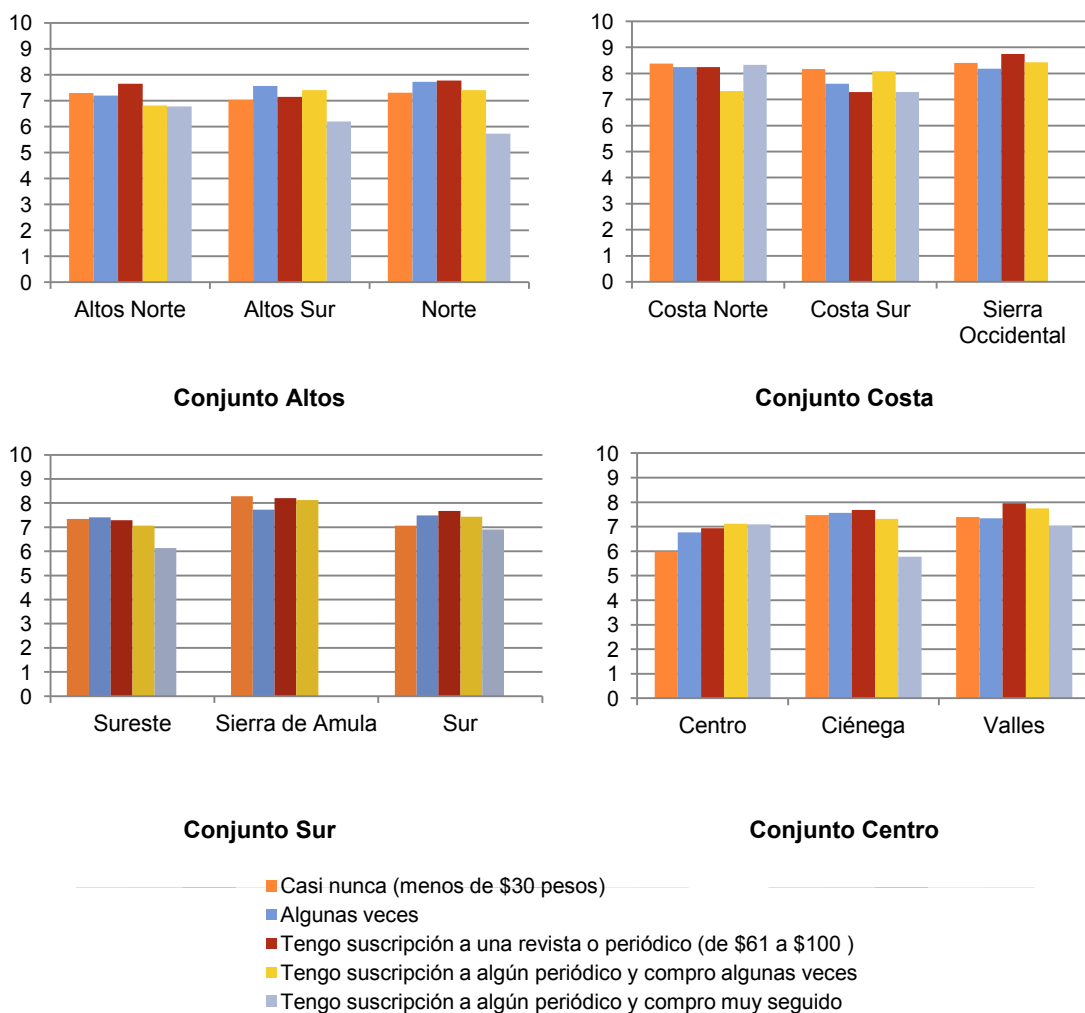 10
9
8
7
6
5
4
3
2
1
0
Altos Norte
Altos Sur
Norte
Conjunto Altos
10
9
8
7
6
5
4
3
2
1
0
Costa Norte
Costa Sur
Sierra
Occidental
Conjunto Costa
10
9
8
7
6
5
4
3
2
1
0
Sureste
Sierra de Amula
Sur
Conjunto Sur
10
9
8
7
6
5
4
3
2
1
0
Centro
Ciénega
Valles
Conjunto Centro
Casi nunca (menos de $30 pesos)
Algunas veces
Tengo suscripción a una revista o periódico (de $61 a $100 )
Tengo suscripción a algún periódico y compro algunas veces
Tengo suscripción a algún periódico y compro muy seguido